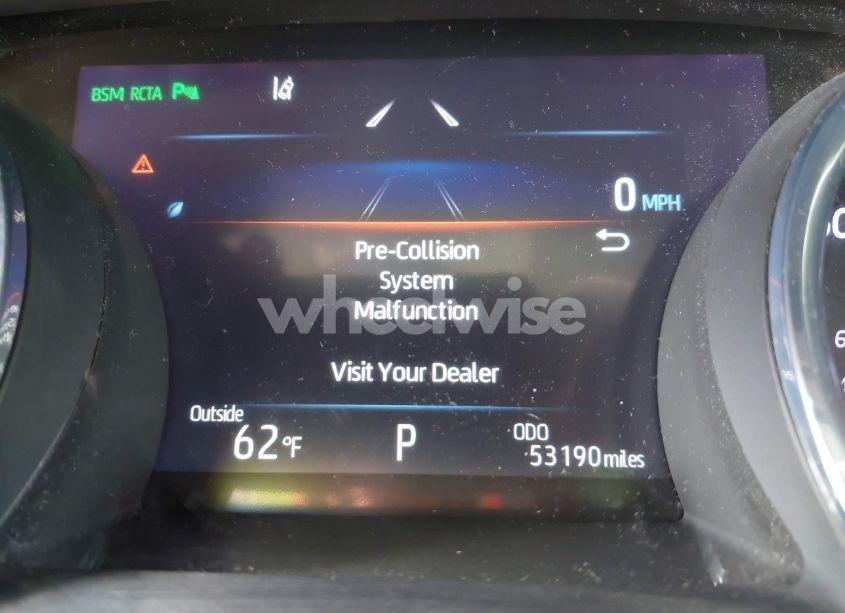 BSM RCTA P
0 MPH
Pre-Collision
System
Malfunction
wheelwise
Visit Your Dealer
Outside
62°F
P
ODO
53190 miles